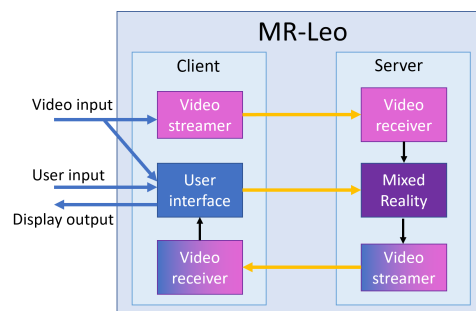 MR-Leo
Client
Server
Video input
Video
streamer
Video
receiver
User input
User
interface
Mixed
Reality
Display output
Video
receiver
Video
streamer